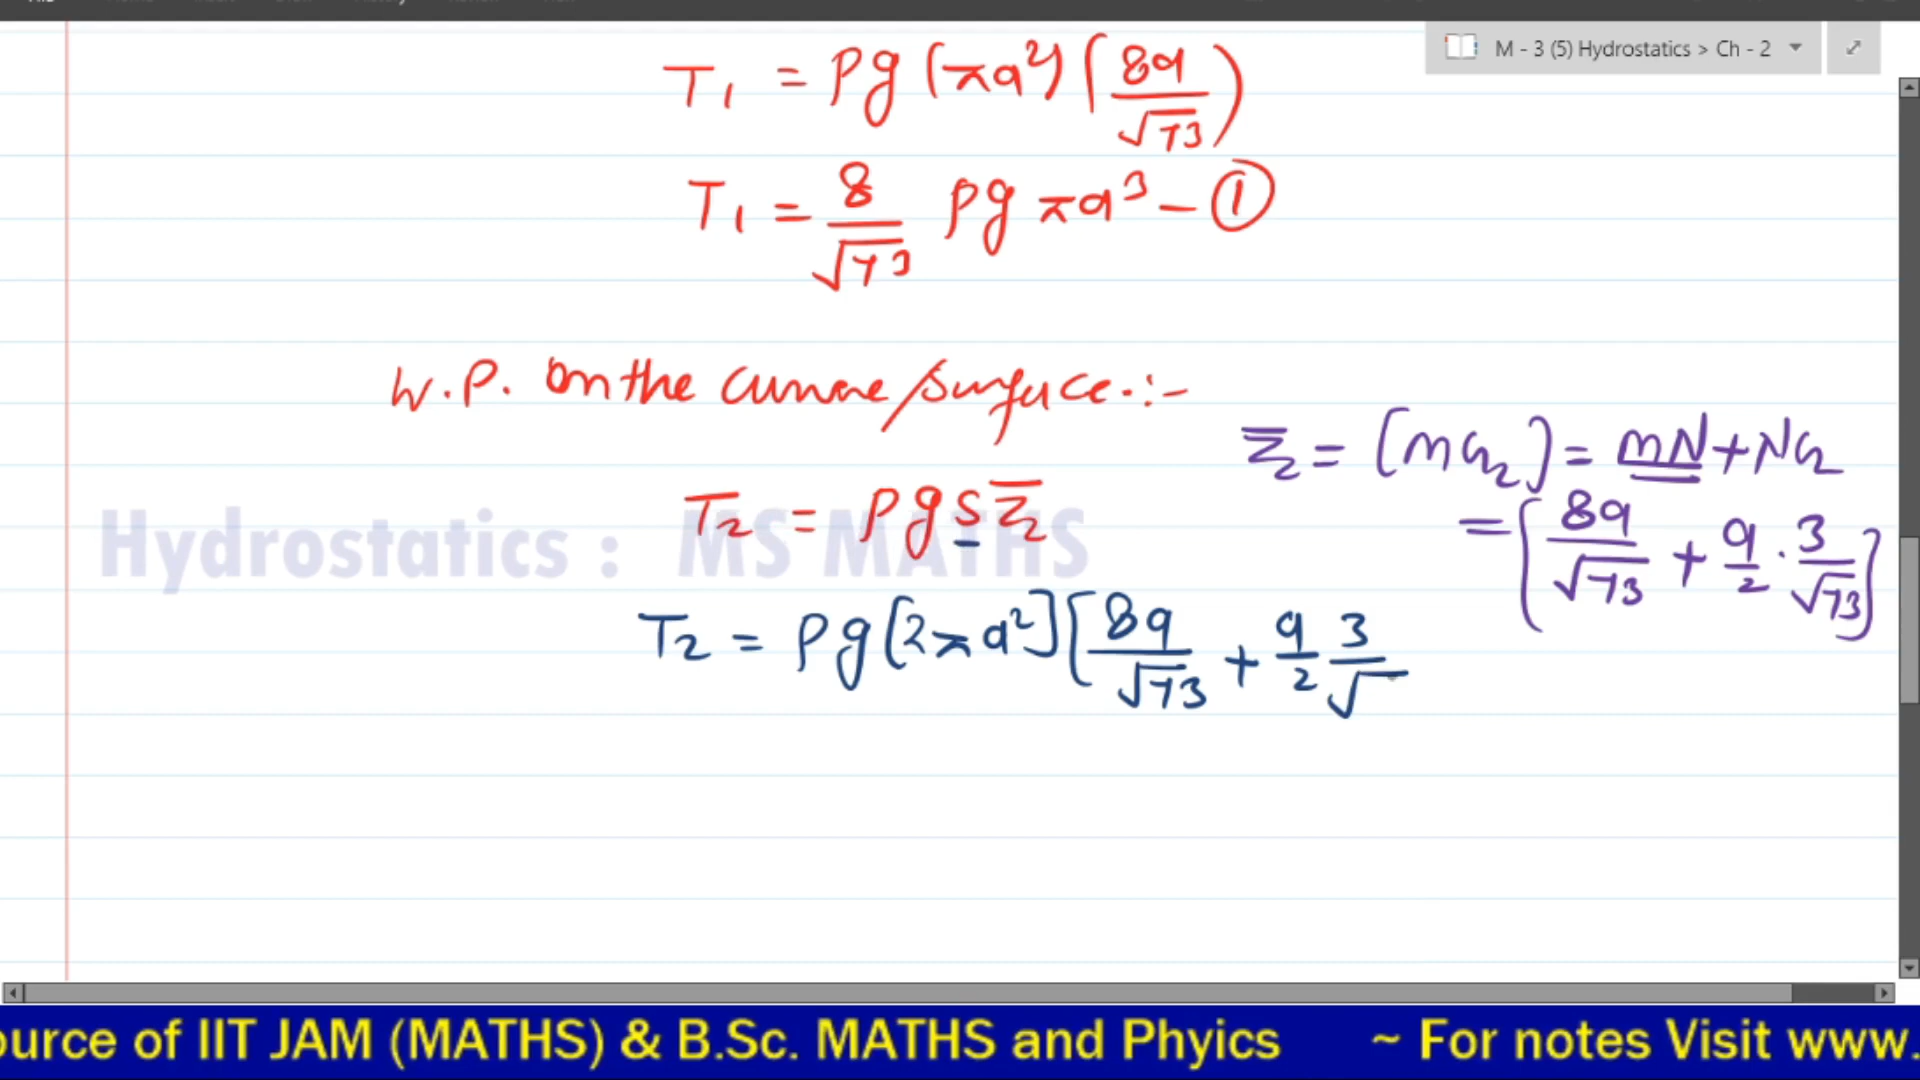 M - 3 (5) Hydrostatics > Ch - 2
T₁ = ρg (πa²) (8a/√73)
T₁ = 8/√73 ρg πa³ - ①
W.P. on the curve/surface.:-
z̄₂ = [MG₂] = MN + NG₂
= [8a/√73 + a/2 · 3/√73]
T₂ = ρg s z̄₂
Hydrostatics : MS MATHS
T₂ = ρg [2πa²] [8a/√73 + a/2 3/√
ource of IIT JAM (MATHS) & B.Sc. MATHS and Phyics ~ For notes Visit www.